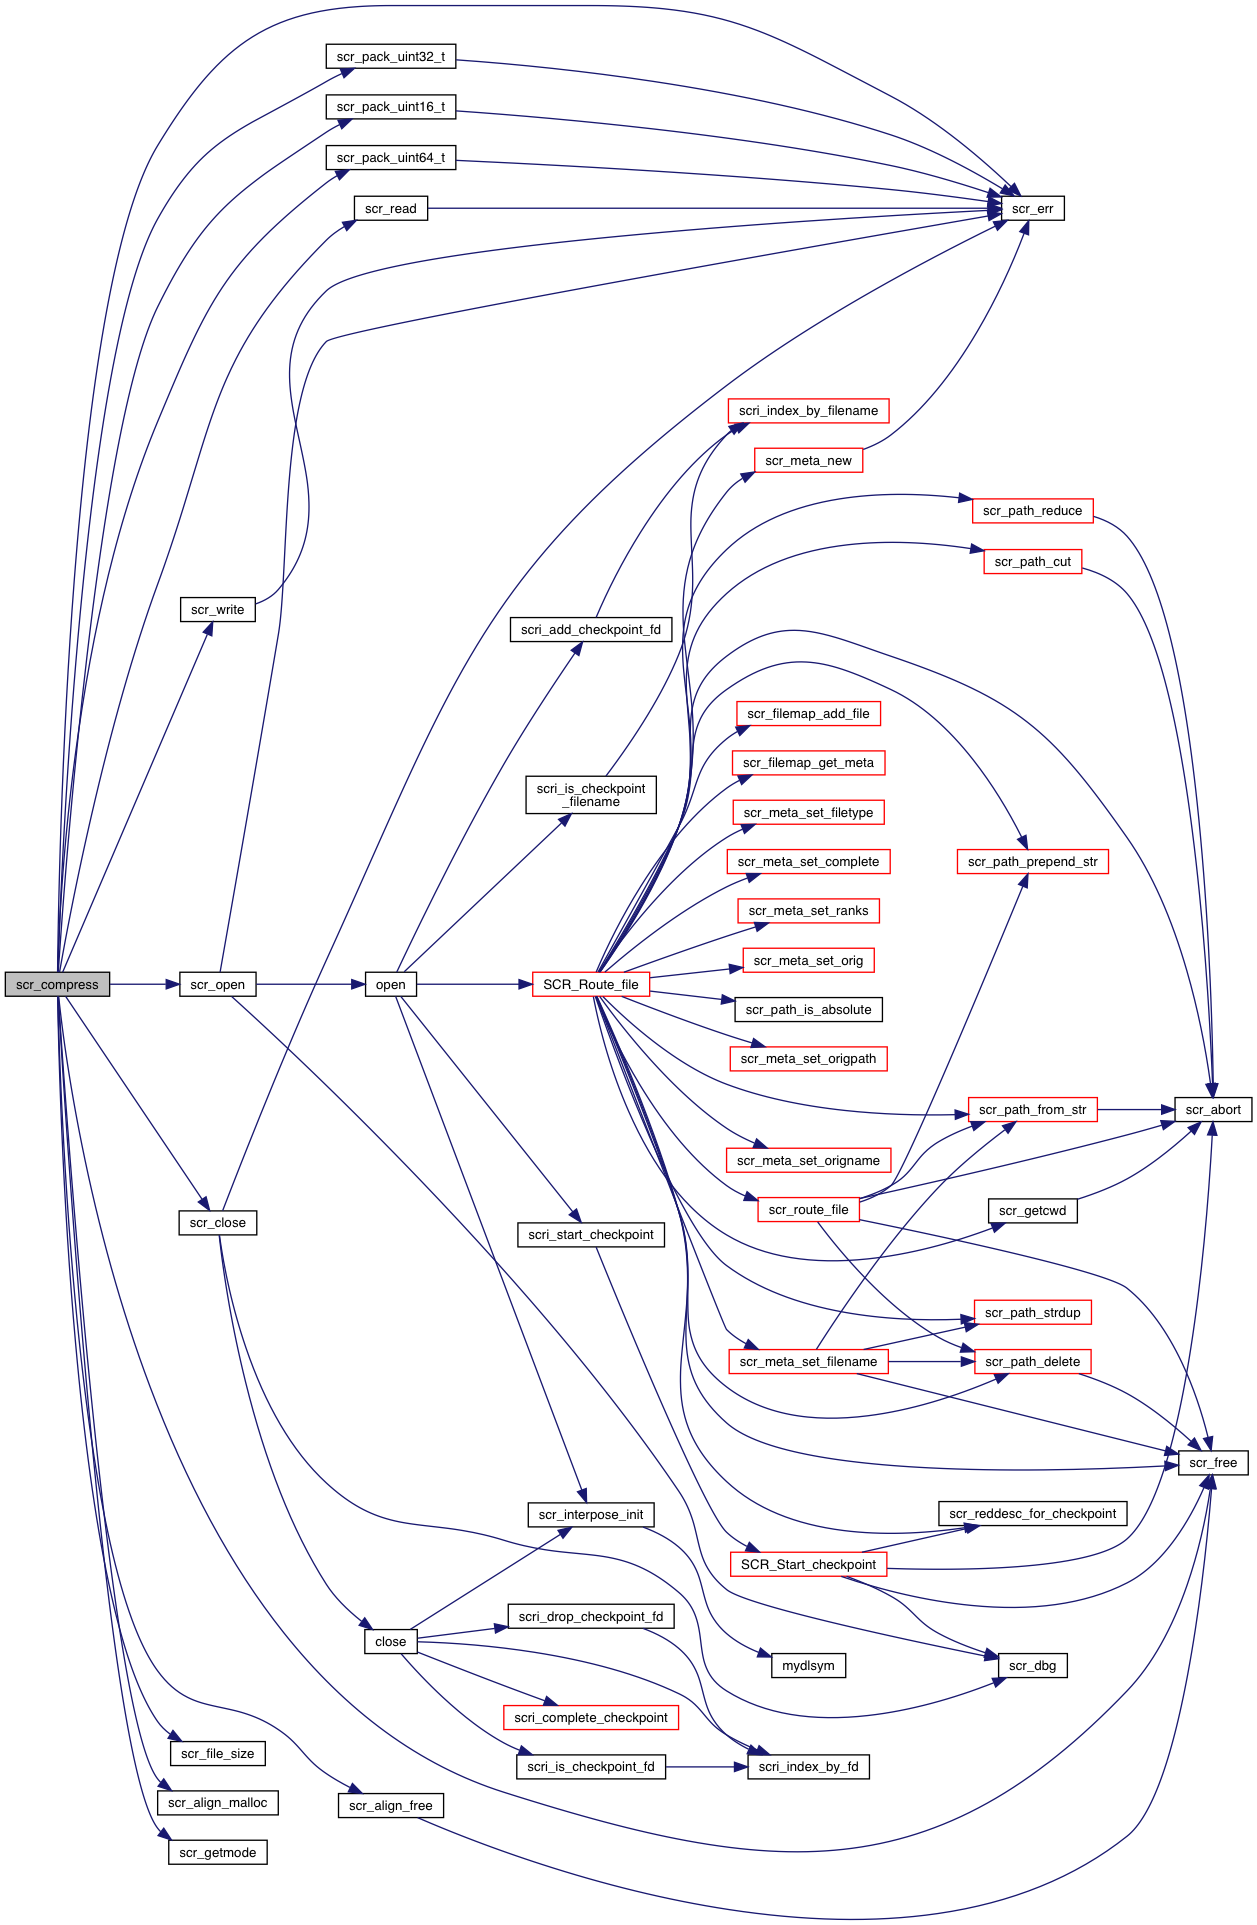 scr_pack_uint32_t
scr_pack_uint16_t
scr_pack_uint64_t
scr_read
scr_err
scri_index_by_filename
scr_meta_new
scr_path_reduce
scr_path_cut
scr_write
scri_add_checkpoint_fd
scr_filemap_add_file
scr_filemap_get_meta
scri_is_checkpoint
_filename
scr_meta_set_filetype
scr_meta_set_complete
scr_path_prepend_str
scr_meta_set_ranks
scr_meta_set_orig
scr_compress
scr_open
open
SCR_Route_file
scr_path_is_absolute
scr_meta_set_origpath
scr_path_from_str
scr_abort
scr_meta_set_origname
scr_route_file
scr_getcwd
scr_close
scri_start_checkpoint
scr_path_strdup
scr_meta_set_filename
scr_path_delete
scr_free
scr_interpose_init
scr_reddesc_for_checkpoint
SCR_Start_checkpoint
scri_drop_checkpoint_fd
close
mydlsym
scr_dbg
scri_complete_checkpoint
scr_file_size
scri_is_checkpoint_fd
scri_index_by_fd
scr_align_malloc
scr_align_free
scr_getmode